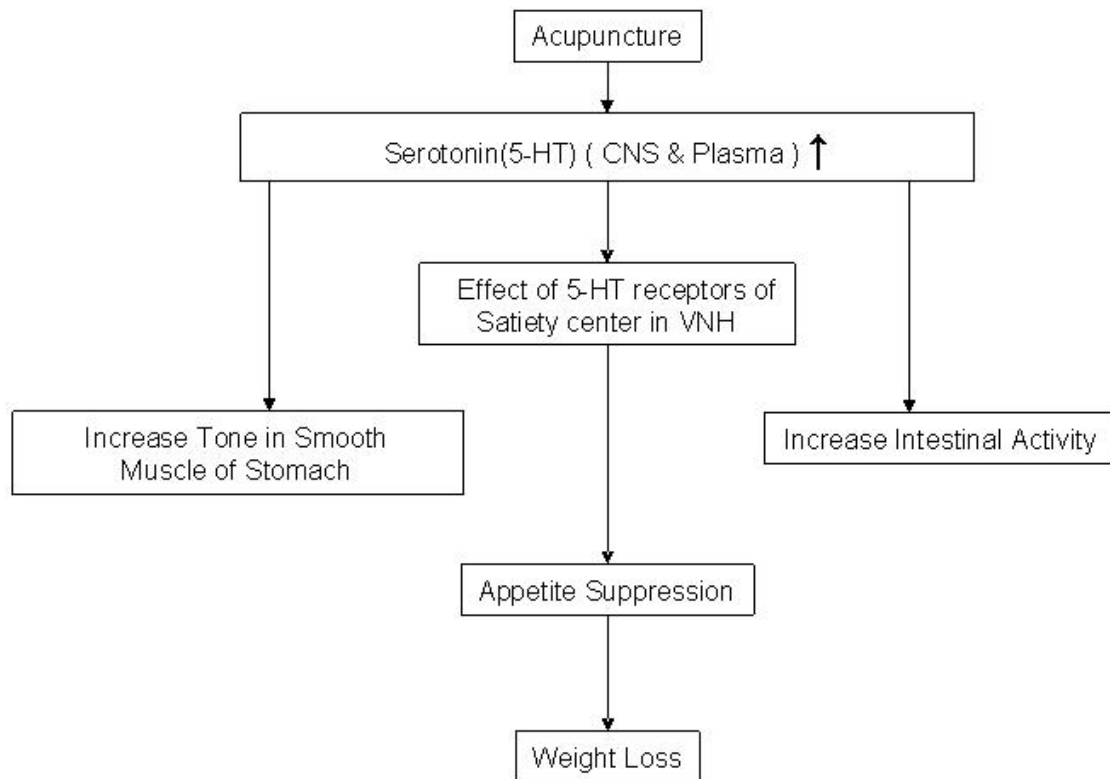 Acupuncture
Serotonin(5-HT) ( CNS & Plasma ) ↑
Effect of 5-HT receptors of
Satiety center in VNH
Increase Tone in Smooth
Muscle of Stomach
Increase Intestinal Activity
Appetite Suppression
Weight Loss